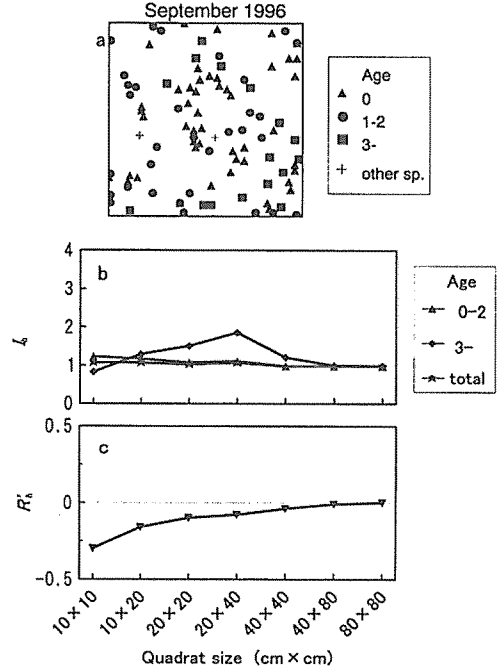 September 1996
a
Age
0
1-2
3-
other sp.
4
3
2
1
0
b
Iδ
Age
0-2
3-
total
0.5
0
-0.5
c
R'δ
10×10
10×20
20×20
20×40
40×40
40×80
80×80
Quadrat size (cm×cm)